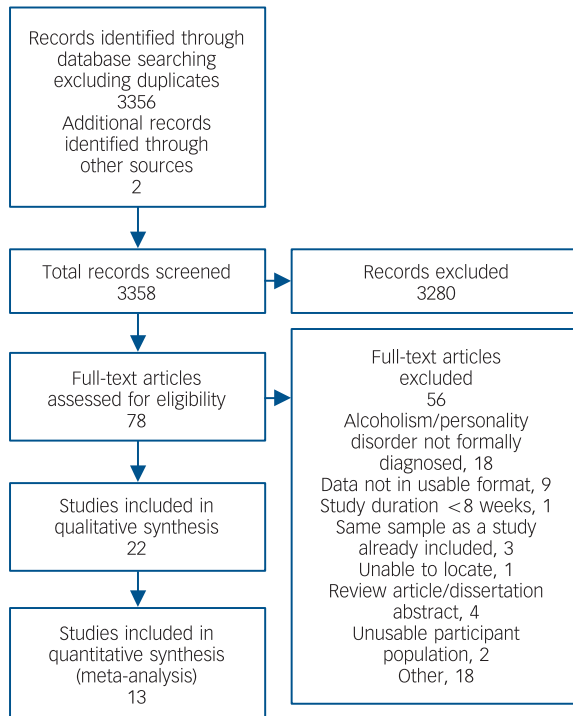 Records identified through
database searching
excluding duplicates
3356
Additional records
identified through
other sources
2
Total records screened
3358
Records excluded
3280
Full-text articles
assessed for eligibility
78
Full-text articles
excluded
56
Alcoholism/personality
disorder not formally
diagnosed, 18
Data not in usable format, 9
Study duration <8 weeks, 1
Same sample as a study
already included, 3
Unable to locate, 1
Review article/dissertation
abstract, 4
Unusable participant
population, 2
Other, 18
Studies included in
qualitative synthesis
22
Studies included in
quantitative synthesis
(meta-analysis)
13